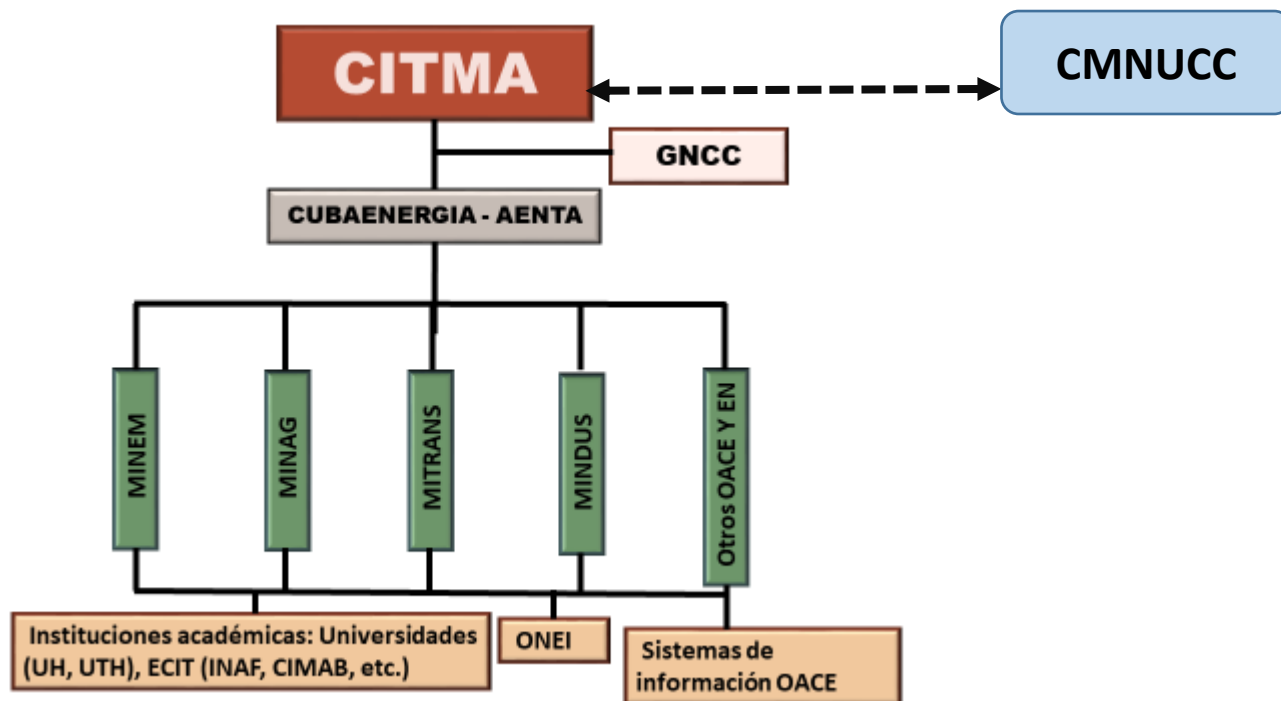 CITMA
CMNUCC
GNCC
CUBAENERGIA - AENTA
MINEM
MINAG
MITRANS
MINDUS
Otros OACE Y EN
Instituciones académicas: Universidades
(UH, UTH), ECIT (INAF, CIMAB, etc.)
ONEI
Sistemas de
información OACE